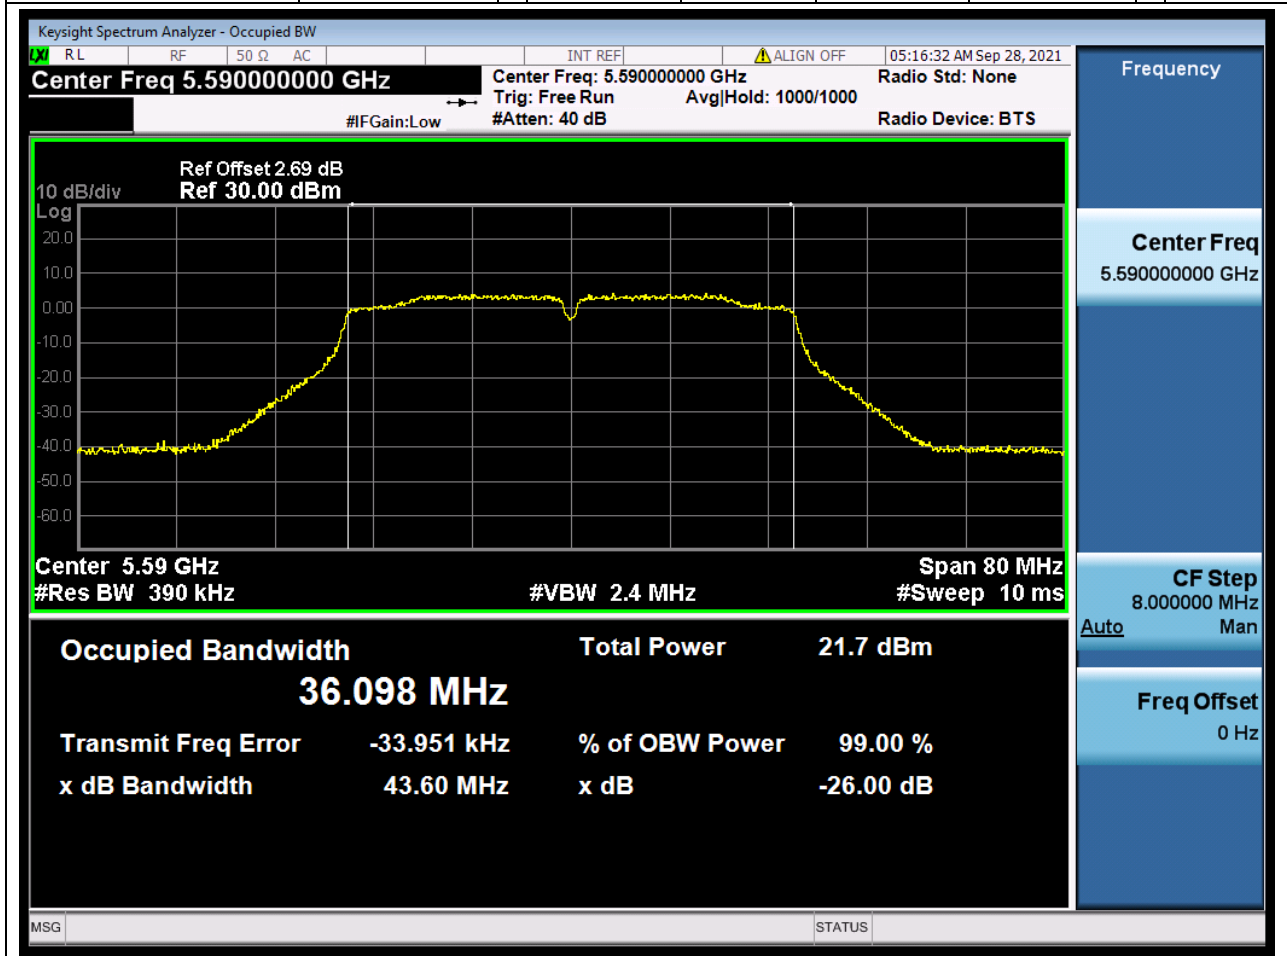 Keysight Spectrum Analyzer - Occupied BW
LXI RL RF 50 Ω AC INT REF ALIGN OFF 05:16:32 AM Sep 28, 2021
Center Freq 5.590000000 GHz
Center Freq: 5.590000000 GHz Radio Std: None
Trig: Free Run Avg|Hold: 1000/1000
#IFGain:Low #Atten: 40 dB Radio Device: BTS
Frequency
Ref Offset 2.69 dB
10 dB/div Ref 30.00 dBm
Log
20.0
10.0
0.00
-10.0
-20.0
-30.0
-40.0
-50.0
-60.0
Center 5.59 GHz Span 80 MHz
#Res BW 390 kHz #VBW 2.4 MHz #Sweep 10 ms
Occupied Bandwidth Total Power 21.7 dBm
36.098 MHz
Transmit Freq Error -33.951 kHz % of OBW Power 99.00 %
x dB Bandwidth 43.60 MHz x dB -26.00 dB
Center Freq
5.590000000 GHz
CF Step
8.000000 MHz
Auto Man
Freq Offset
0 Hz
MSG STATUS